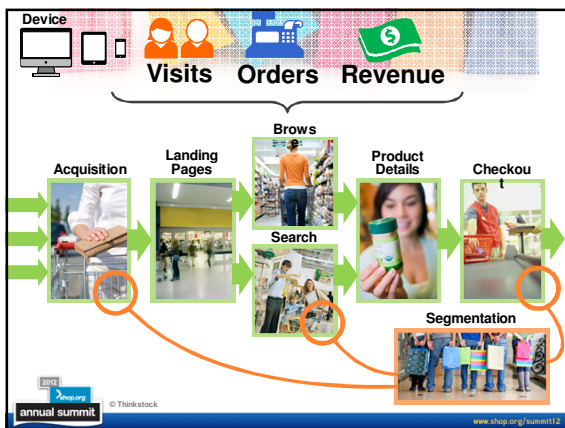 Device
Visits Orders Revenue
Acquisition
Landing
Pages
Brows
e
Search
Product
Details
Checkou
t
Segmentation
2012
shop.org
annual summit
© Thinkstock
www.shop.org/summit12